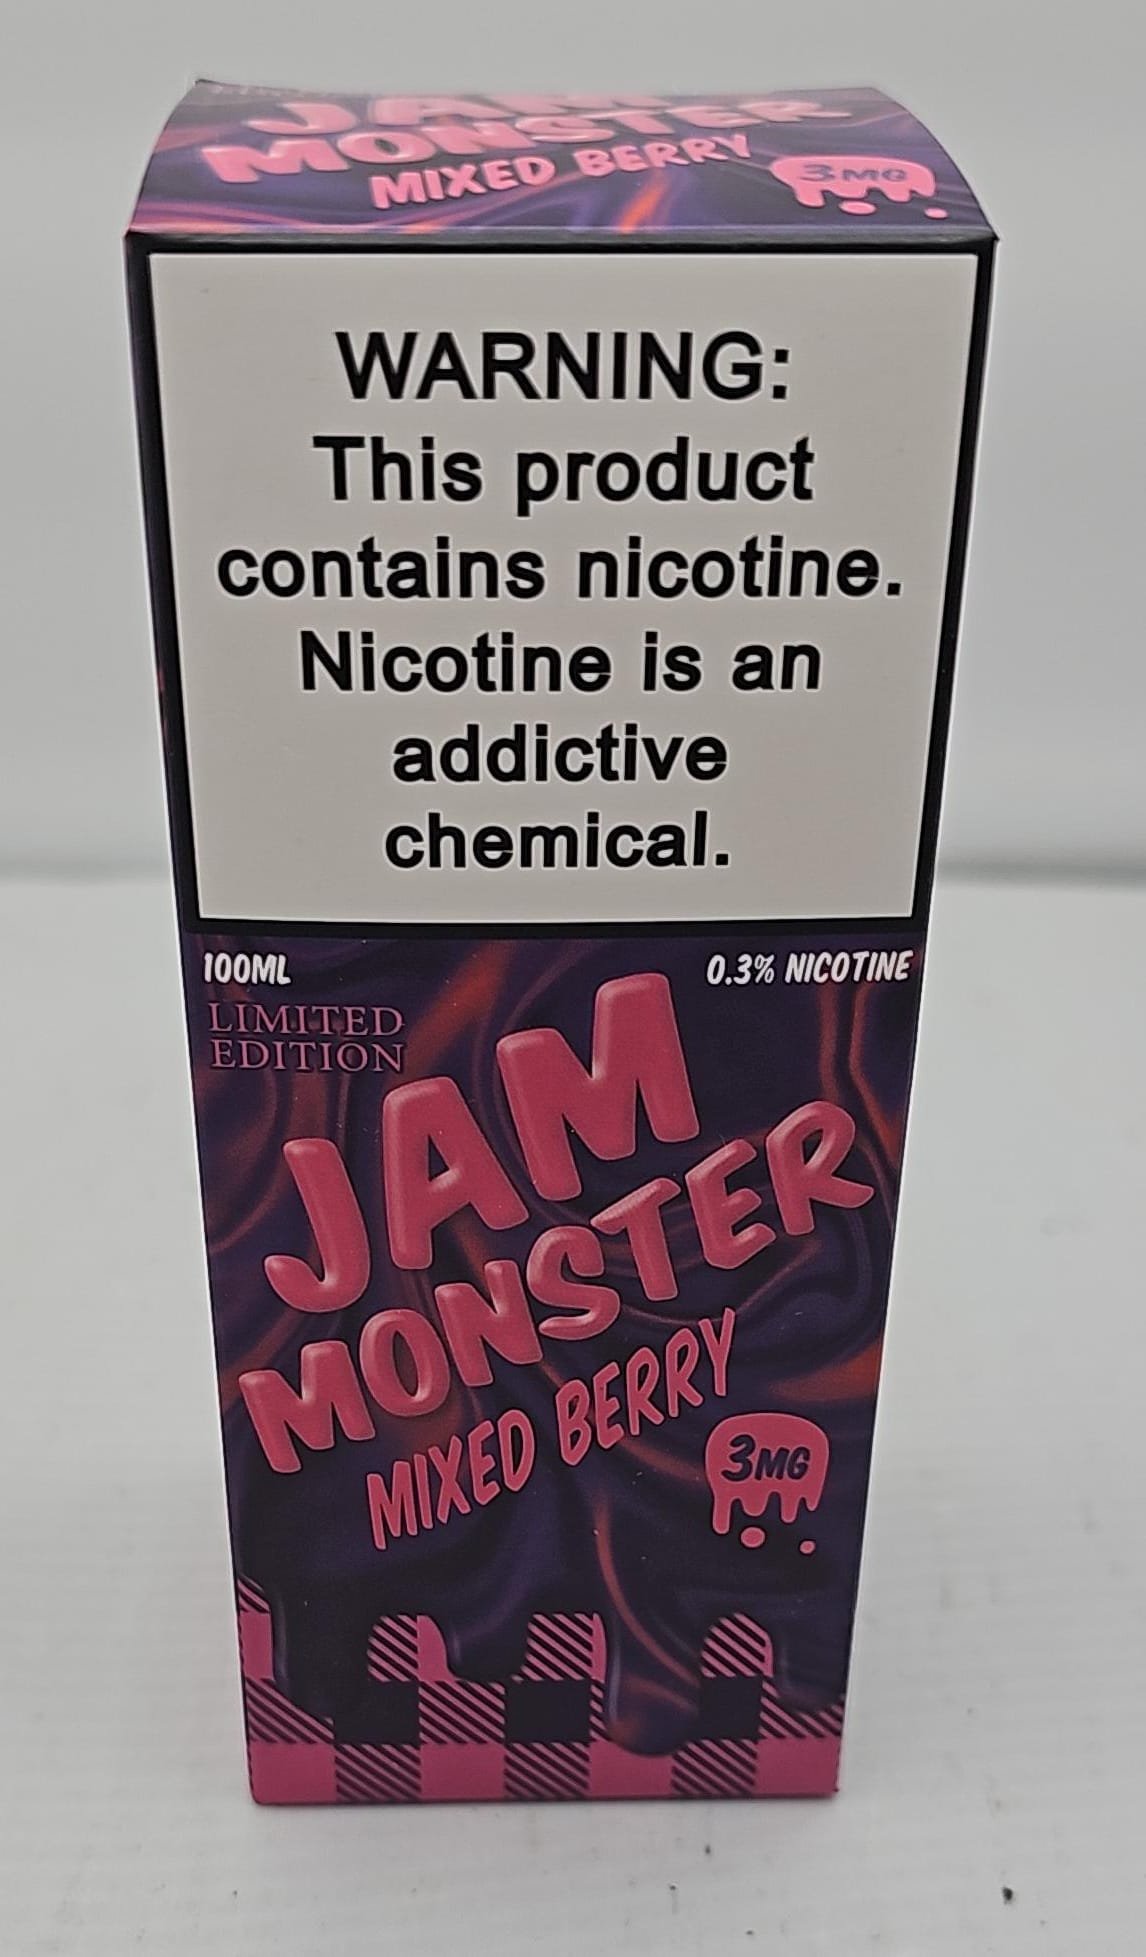 JAM
MONSTER
MIXED BERRY
3MG
WARNING:
This product
contains nicotine.
Nicotine is an
addictive
chemical.
100ML
0.3% NICOTINE
LIMITED
EDITION
JAM
MONSTER
MIXED BERRY
3MG